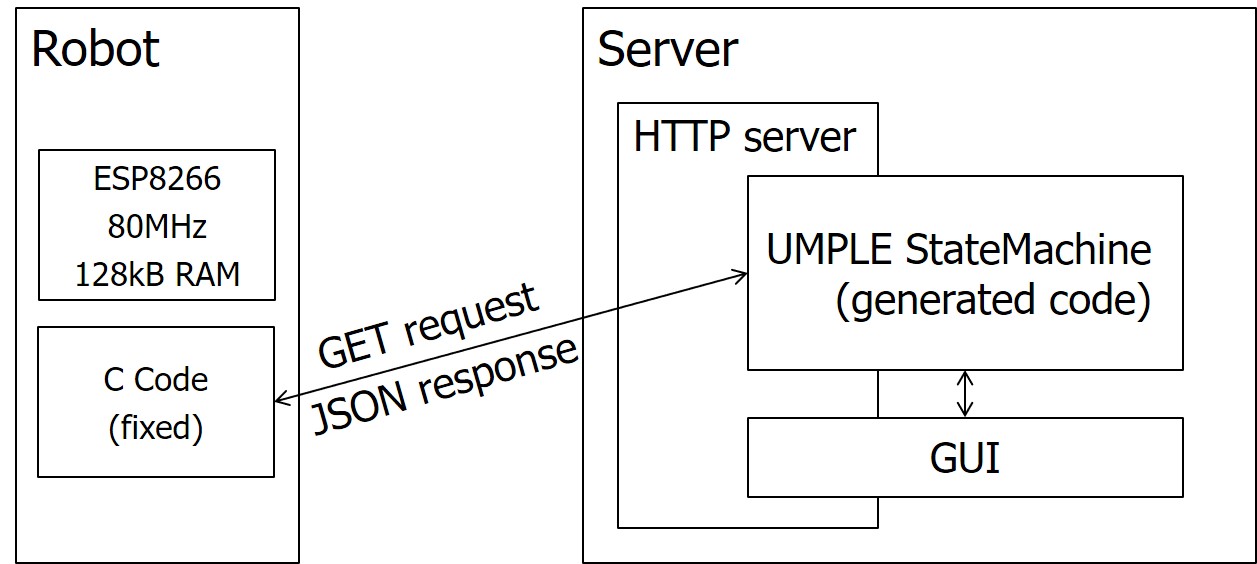 Robot
ESP8266
80MHz
128kB RAM
C Code
(fixed)
GET request
JSON response
Server
HTTP server
UMPLE StateMachine
(generated code)
GUI